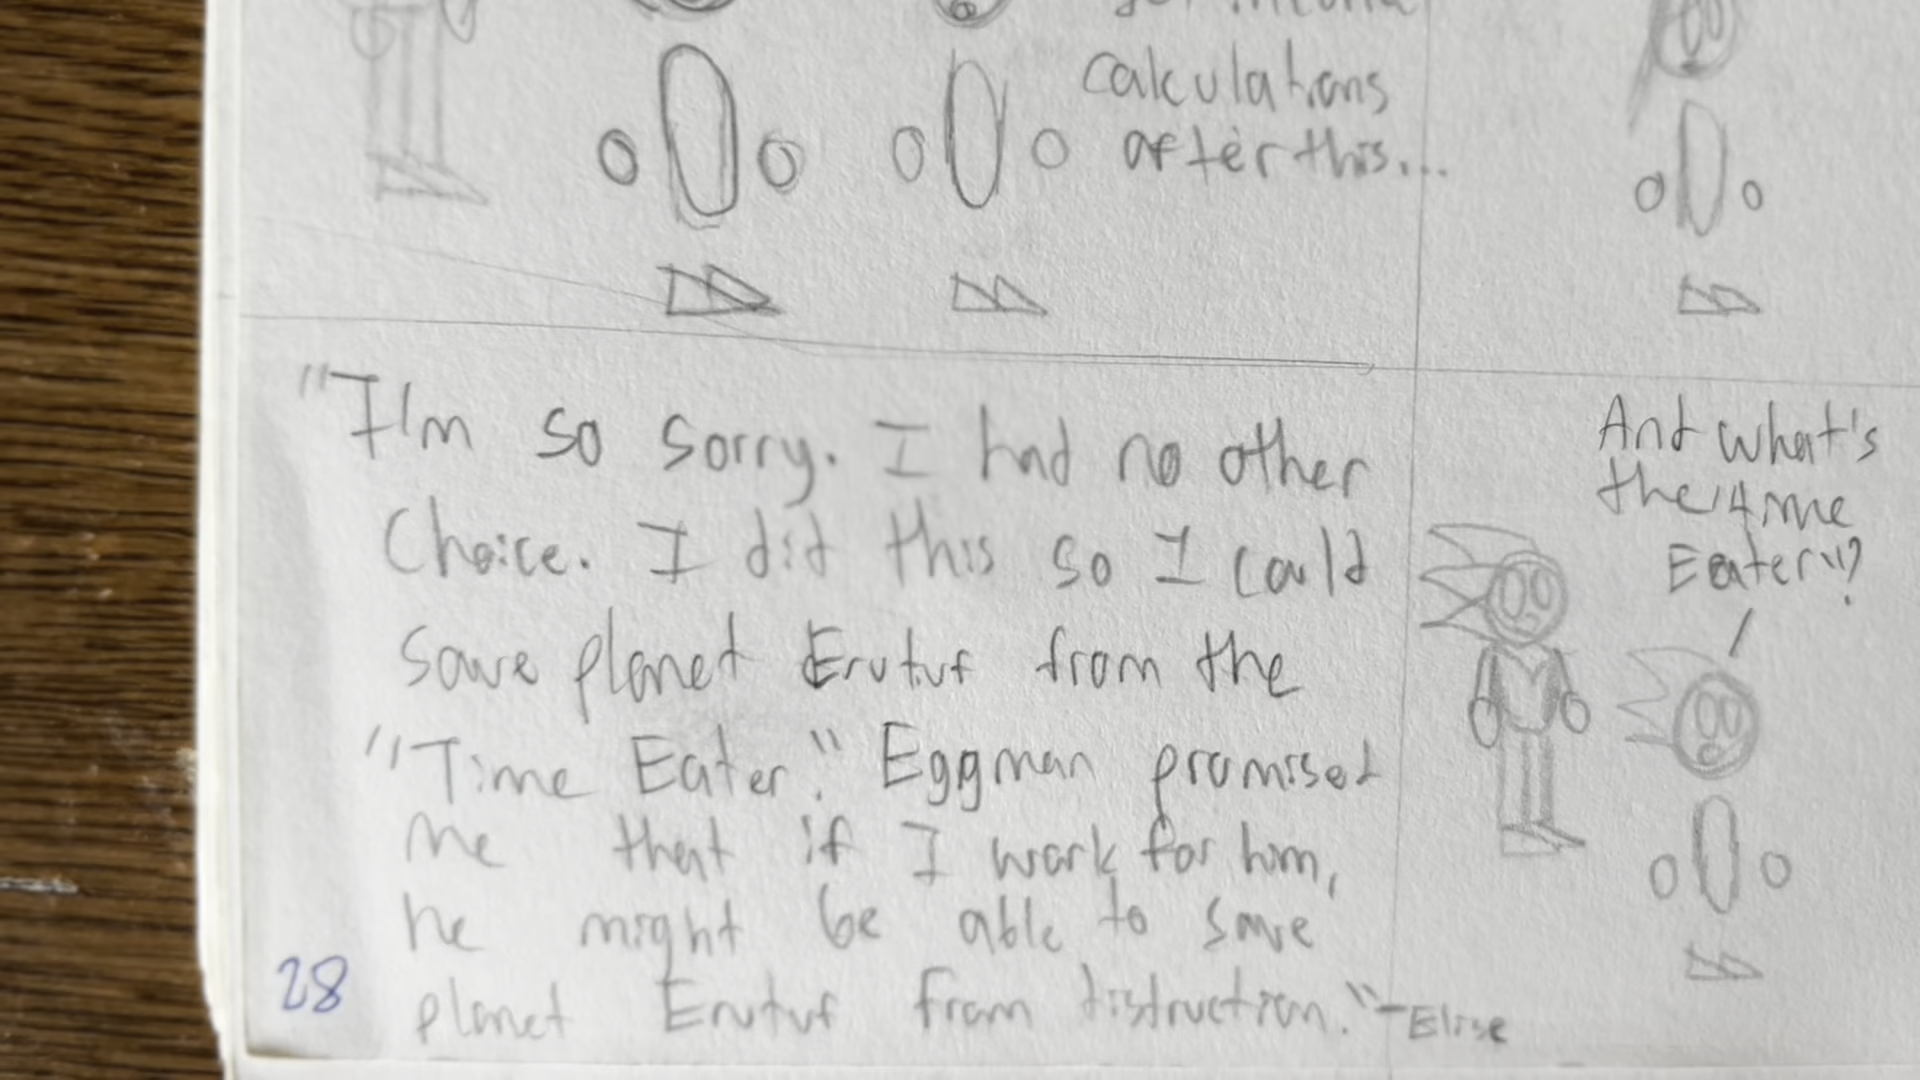 calculations
after this...
"I'm so sorry. I had no other
choice. I did this so I could
save planet Erutuf from the
"Time Eater." Eggman promised
me that if I work for him,
he might be able to save
planet Erutuf from distruction." -Elise
And what's
the "Time
Eater"?
28